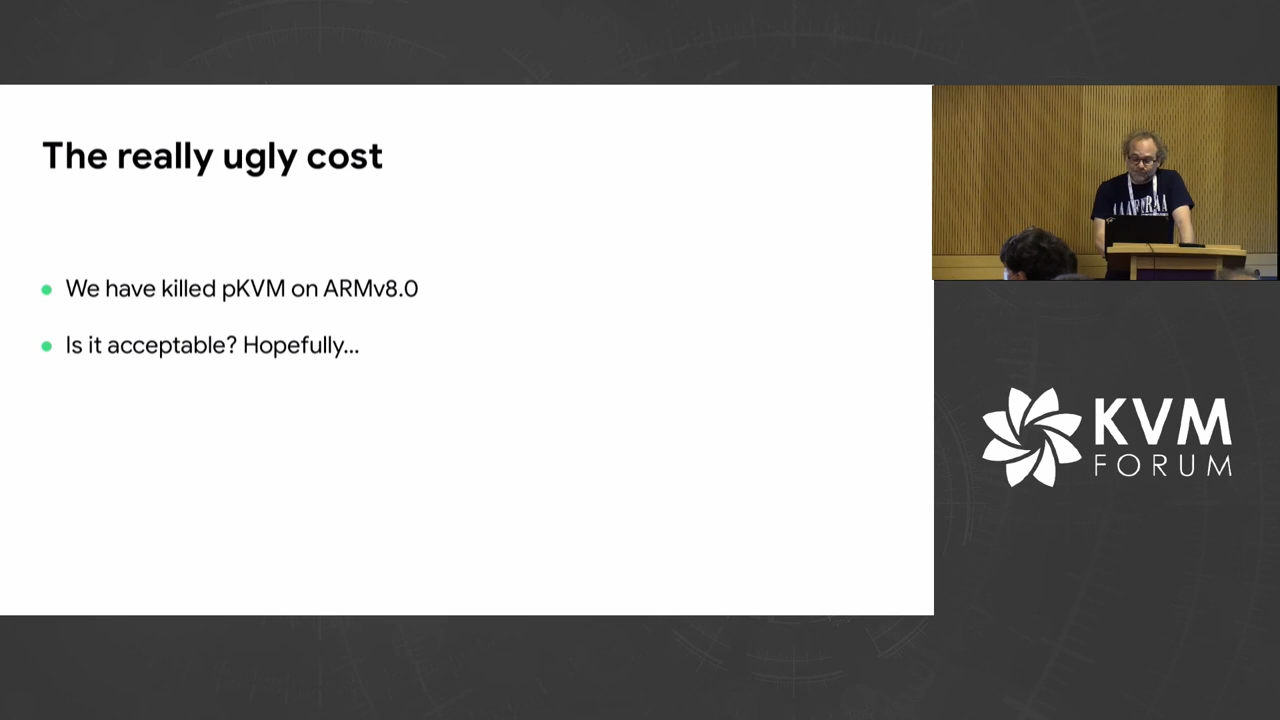 The really ugly cost
We have killed pKVM on ARMv8.0
Is it acceptable? Hopefully...
KVM
FORUM